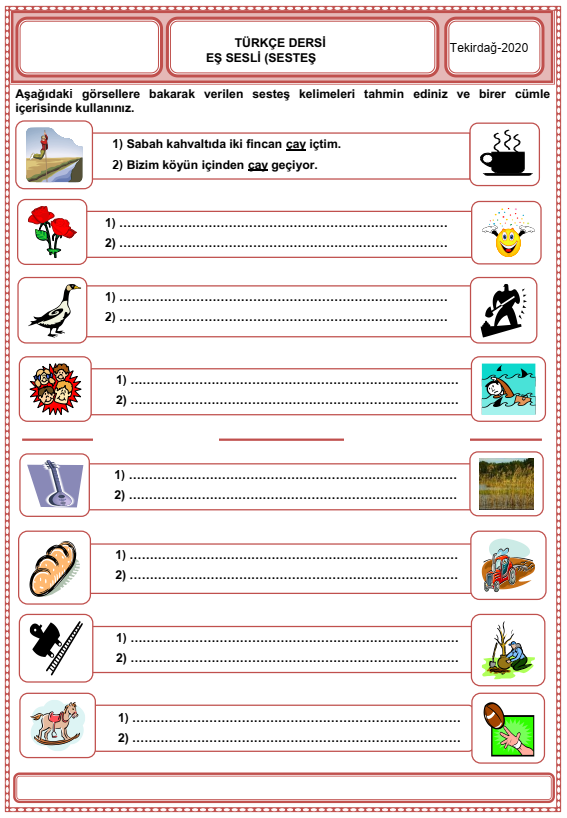 TÜRKÇE DERSİ
EŞ SESLİ (SESTEŞ
Tekirdağ-2020
Aşağıdaki görsellere bakarak verilen sesteş kelimeleri tahmin ediniz ve birer cümle
içerisinde kullanınız.
1) Sabah kahvaltıda iki fincan çay içtim.
2) Bizim köyün içinden çay geçiyor.
1) ........................................................................................
2) ........................................................................................
1) ........................................................................................
2) ........................................................................................
1) ........................................................................................
2) ........................................................................................
1) ........................................................................................
2) ........................................................................................
1) ........................................................................................
2) ........................................................................................
1) ........................................................................................
2) ........................................................................................
1) ........................................................................................
2) ........................................................................................